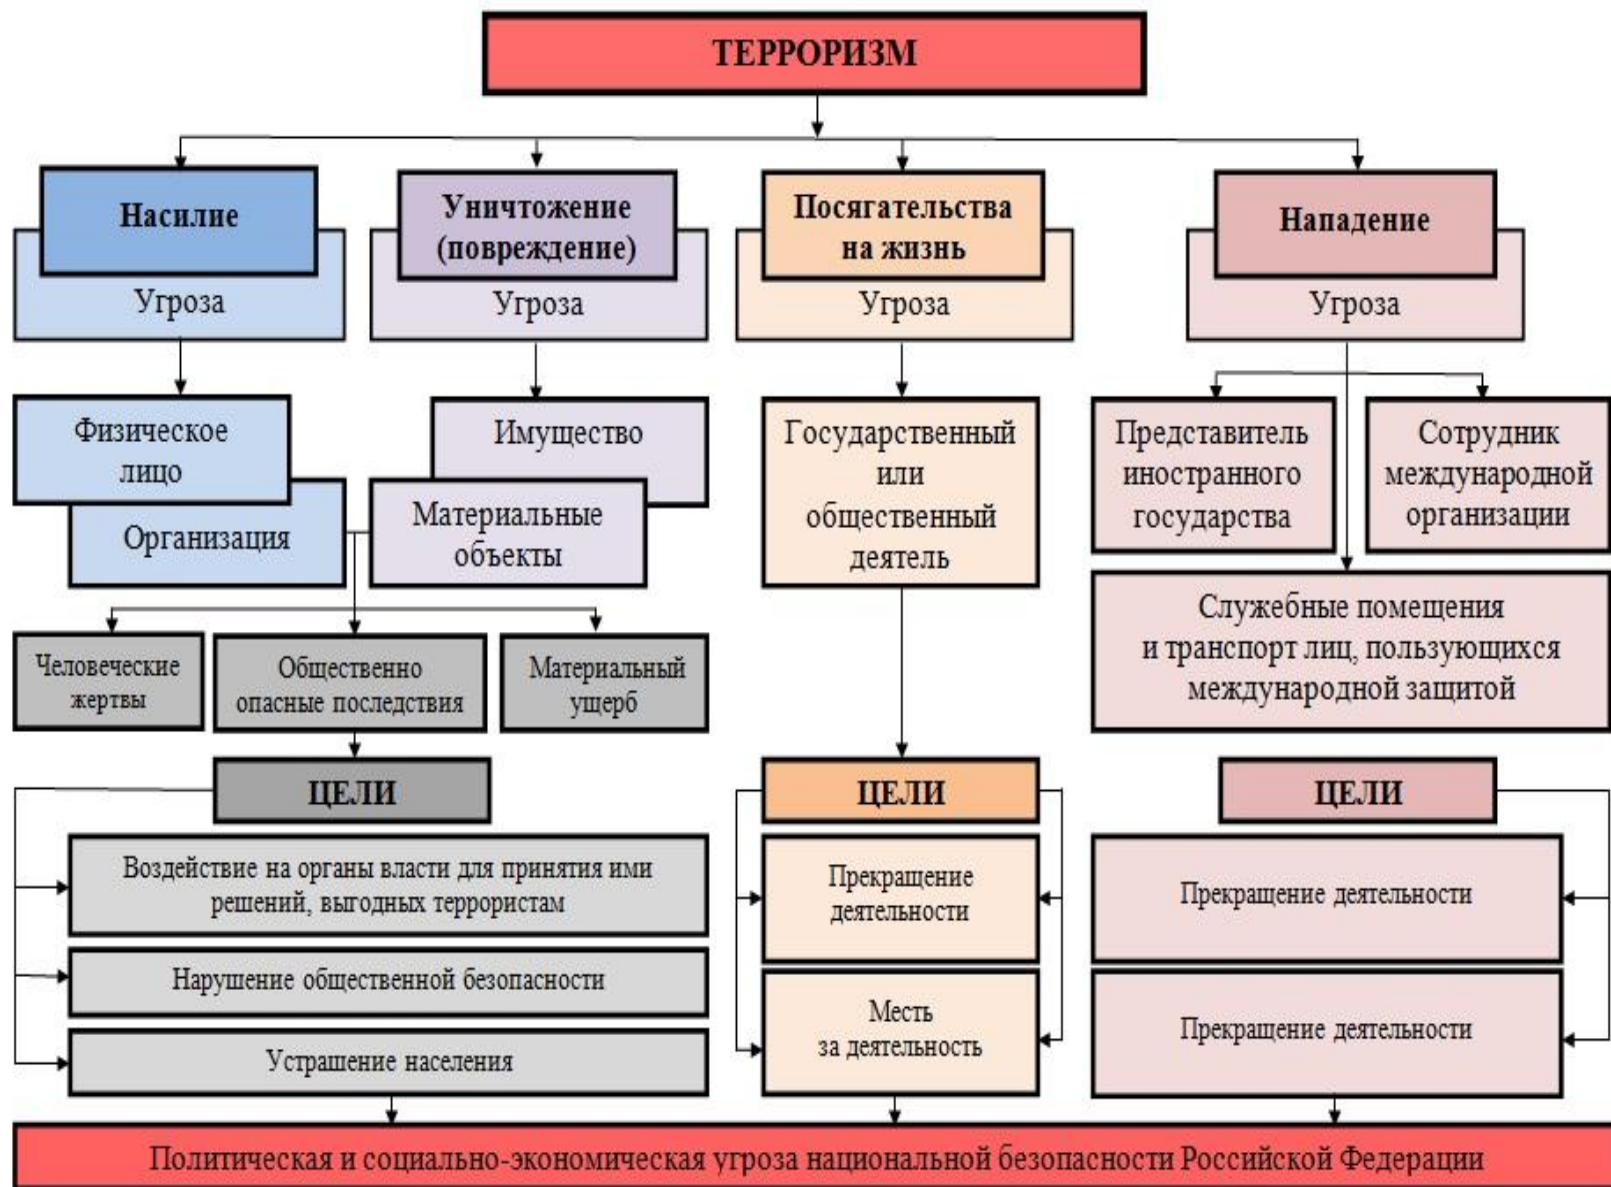 ТЕРРОРИЗМ
Насилие
Угроза
Уничтожение
(повреждение)
Угроза
Посягательства
на жизнь
Угроза
Нападение
Угроза
Физическое
лицо
Организация
Имущество
Материальные
объекты
Государственный
или
общественный
деятель
Представитель
иностранного
государства
Сотрудник
международной
организации
Служебные помещения
и транспорт лиц, пользующихся
международной защитой
Человеческие
жертвы
Общественно
опасные последствия
Материальный
ущерб
ЦЕЛИ
Воздействие на органы власти для принятия ими
решений, выгодных террористам
Нарушение общественной безопасности
Устрашение населения
ЦЕЛИ
Прекращение
деятельности
Месть
за деятельность
ЦЕЛИ
Прекращение деятельности
Прекращение деятельности
Политическая и социально-экономическая угроза национальной безопасности Российской Федерации